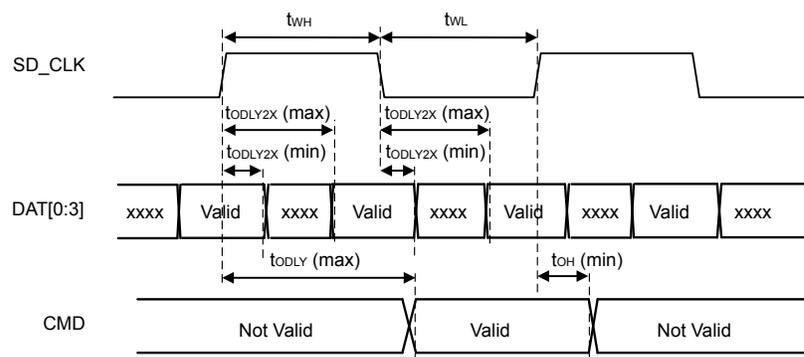 tWH tWL
SD_CLK
tODLY2X (max) tODLY2X (max)
tODLY2X (min) tODLY2X (min)
DAT[0:3] xxxx Valid xxxx Valid xxxx Valid xxxx Valid xxxx
tODLY (max) tOH (min)
CMD Not Valid Valid Not Valid